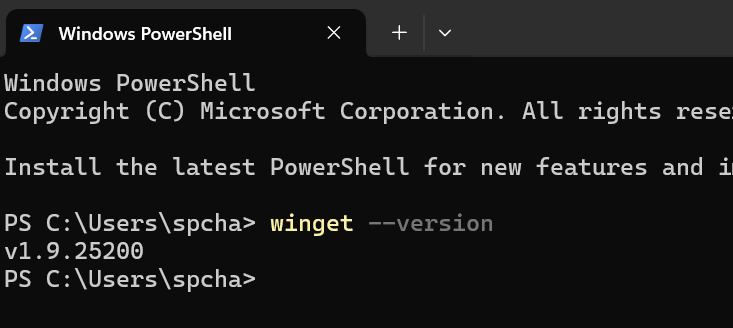 Windows PowerShell
Windows PowerShell
Copyright (C) Microsoft Corporation. All rights
Install the latest PowerShell for new features and
PS C:\Users\spcha> winget --version
v1.9.25200
PS C:\Users\spcha>